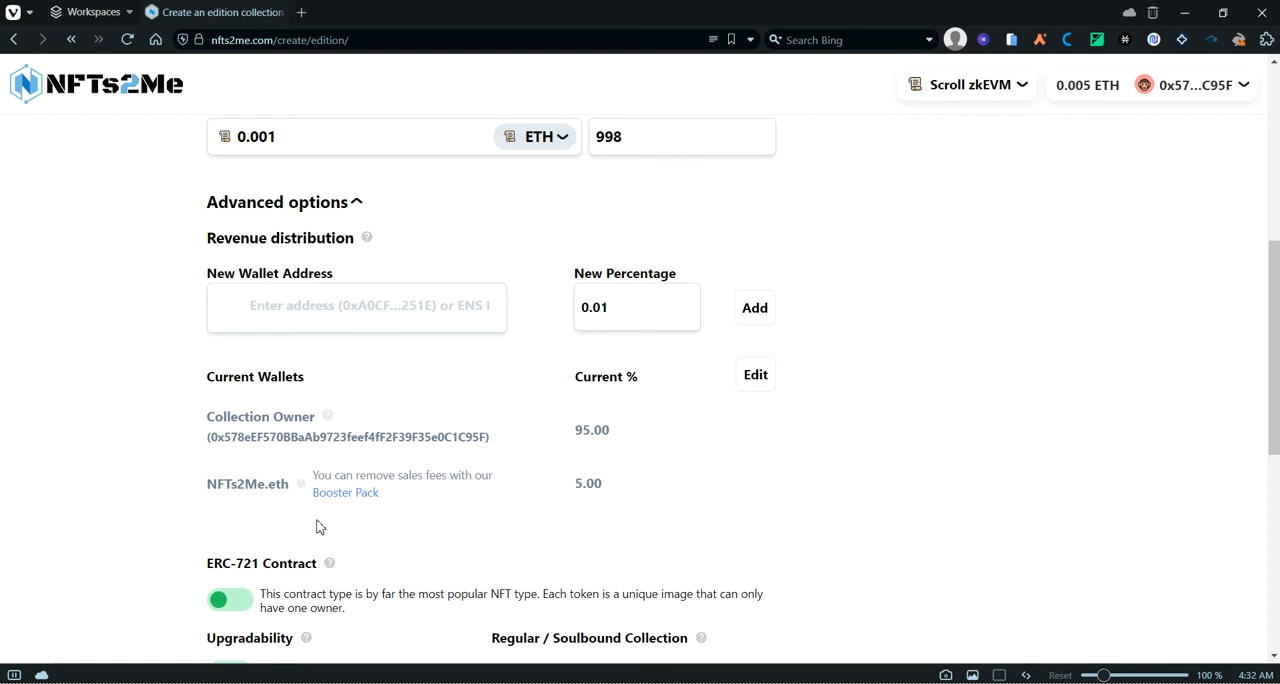 Workspaces
Create an edition collection
nfts2me.com/create/edition/
Search Bing
NFTs2Me
Scroll zkEVM
0.005 ETH
0x57...C95F
0.001
ETH
998
Advanced options
Revenue distribution
New Wallet Address
New Percentage
Enter address (0xA0CF...251E) or ENS
0.01
Add
Current Wallets
Current %
Edit
Collection Owner
(0x578eEF570BBaAb9723feef4fF2F39F35e0C1C95F)
95.00
NFTs2Me.eth
You can remove sales fees with our
Booster Pack
5.00
ERC-721 Contract
This contract type is by far the most popular NFT type. Each token is a unique image that can only
have one owner.
Upgradability
Regular / Soulbound Collection
Reset
100 %
4:32 AM